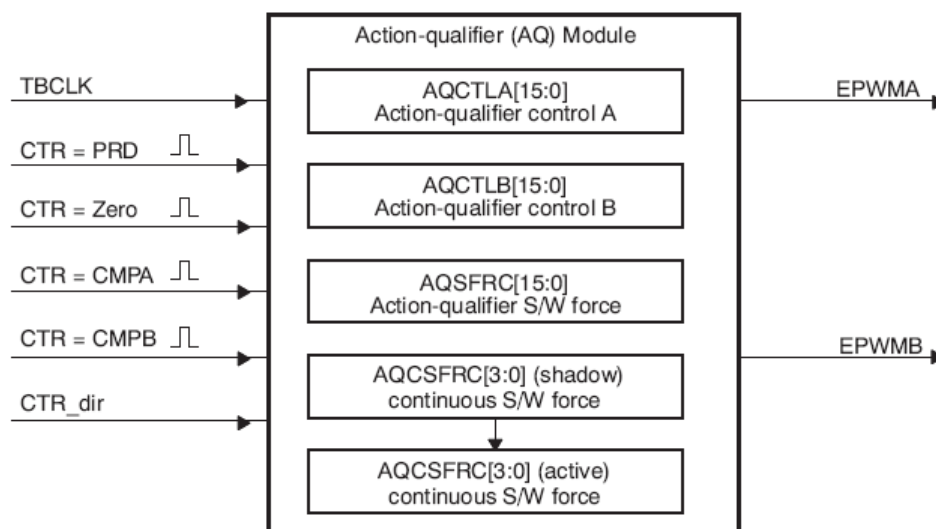 Action-qualifier (AQ) Module
TBCLK
CTR = PRD
CTR = Zero
CTR = CMPA
CTR = CMPB
CTR_dir
AQCTLA[15:0]
Action-qualifier control A
AQCTLB[15:0]
Action-qualifier control B
AQSFRC[15:0]
Action-qualifier S/W force
AQCSFRC[3:0] (shadow)
continuous S/W force
AQCSFRC[3:0] (active)
continuous S/W force
EPWMA
EPWMB